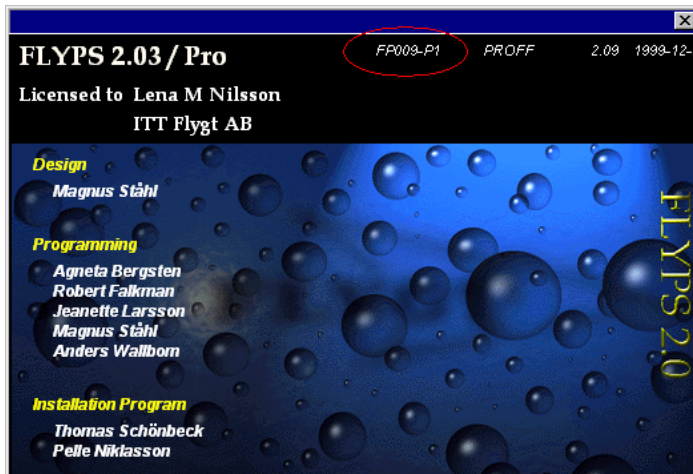 FLYPS 2.03 / Pro FP009-P1 PROFF 2.09 1999-12-
Licensed to Lena M Nilsson
ITT Flygt AB
Design
Magnus Ståhl
Programming
Agneta Bergsten
Robert Falkman
Jeanette Larsson
Magnus Ståhl
Anders Wallbom
Installation Program
Thomas Schönbeck
Pelle Niklasson
FLYPS 2.0